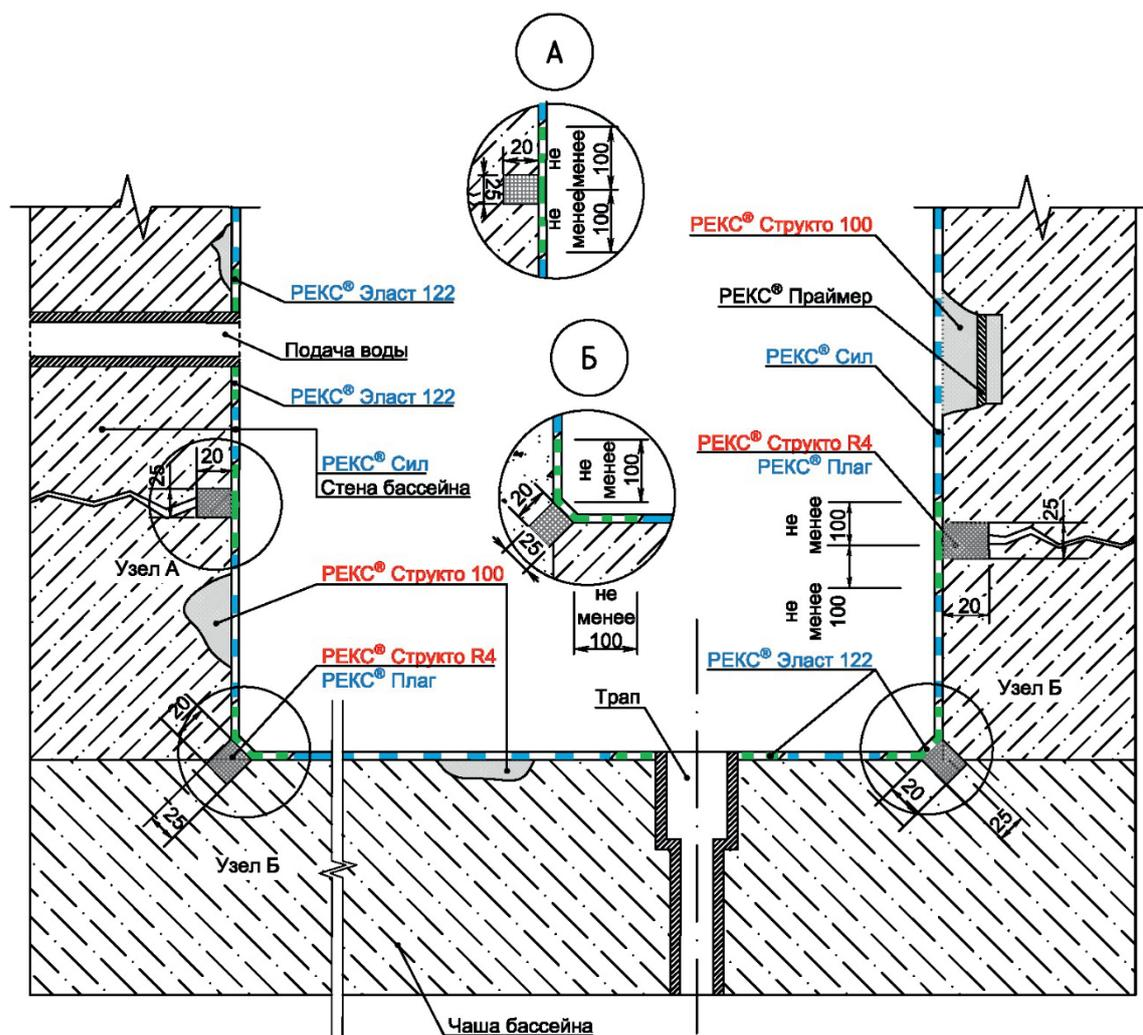 А
20
25
не менее
100
не менее
100
РЕКС® Эласт 122
Подача воды
РЕКС® Эласт 122
РЕКС® Сил
Стена бассейна
20
25
Узел А
РЕКС® Структо 100
РЕКС® Праймер
РЕКС® Сил
РЕКС® Структо R4
РЕКС® Плаг
Б
не менее
100
20
25
не
менее
100
не менее
100
не менее
100
25
20
РЕКС® Структо 100
РЕКС® Структо R4
РЕКС® Плаг
РЕКС® Эласт 122
Трап
Узел Б
20
25
Узел Б
20
25
Чаша бассейна